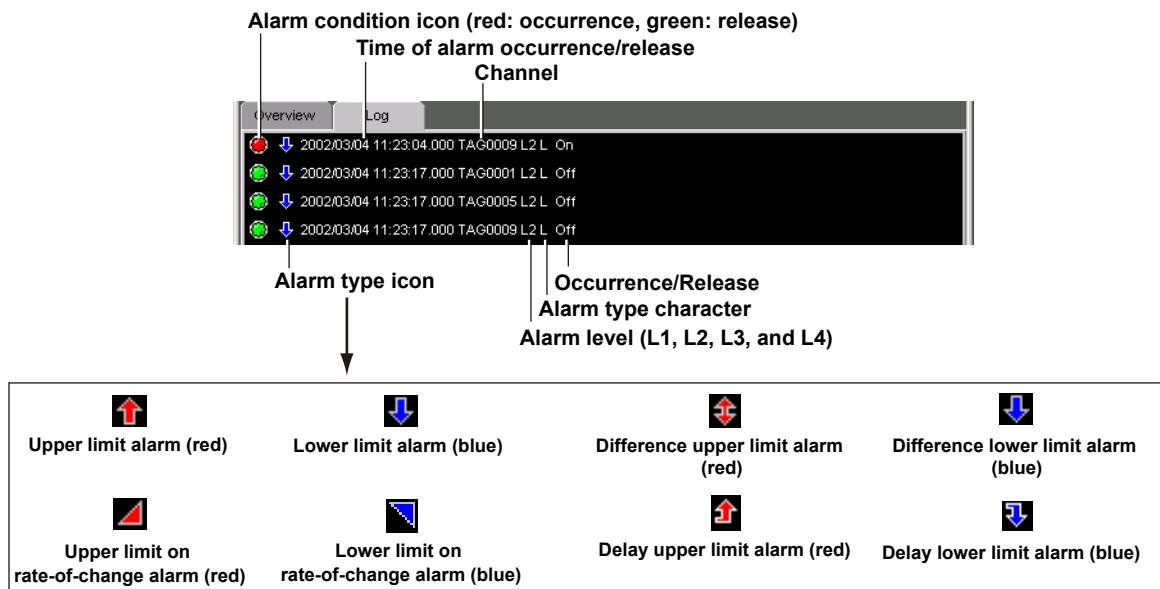 Alarm condition icon (red: occurrence, green: release)
Time of alarm occurrence/release
Channel
Overview Log
2002/03/04 11:23:04.000 TAG0009 L2 L On
2002/03/04 11:23:17.000 TAG0001 L2 L Off
2002/03/04 11:23:17.000 TAG0005 L2 L Off
2002/03/04 11:23:17.000 TAG0009 L2 L Off
Alarm type icon
Occurrence/Release
Alarm type character
Alarm level (L1, L2, L3, and L4)
Upper limit alarm (red)
Lower limit alarm (blue)
Difference upper limit alarm
(red)
Difference lower limit alarm
(blue)
Upper limit on
rate-of-change alarm (red)
Lower limit on
rate-of-change alarm (blue)
Delay upper limit alarm (red)
Delay lower limit alarm (blue)